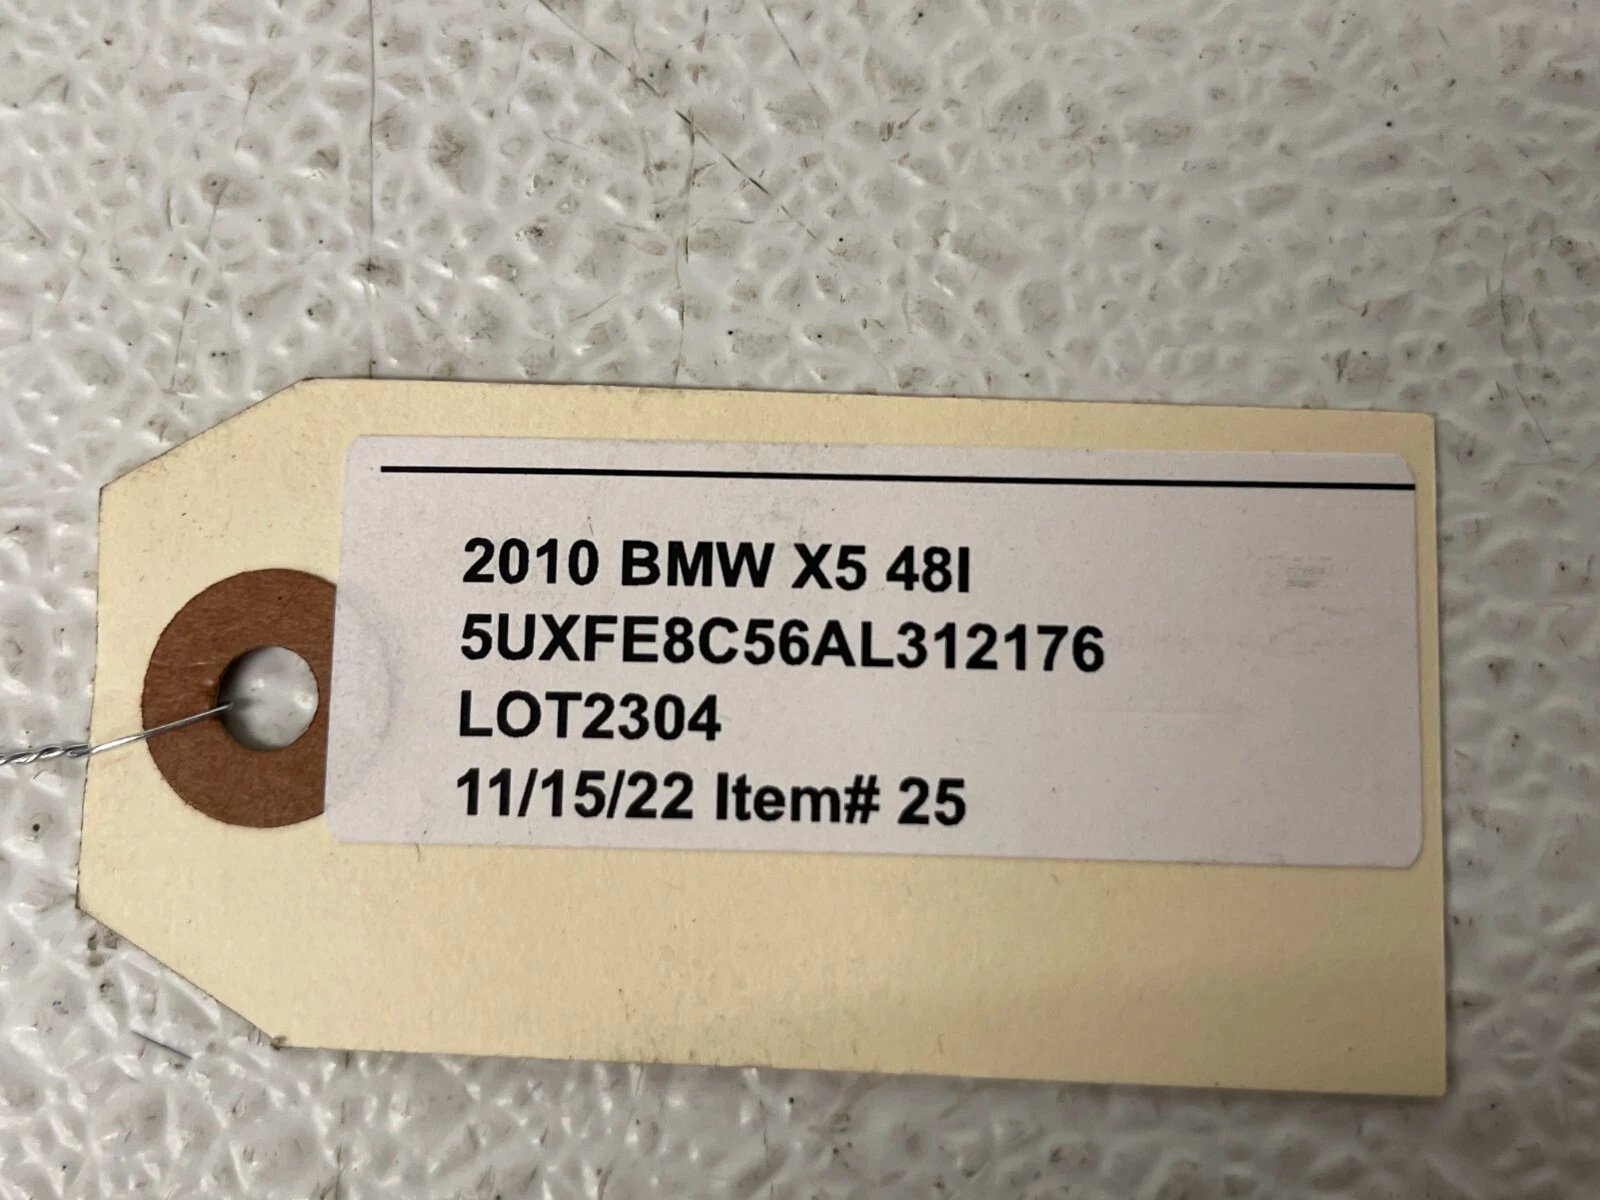 2010 BMW X5 48I
5UXFE8C56AL312176
LOT2304
11/15/22 Item# 25